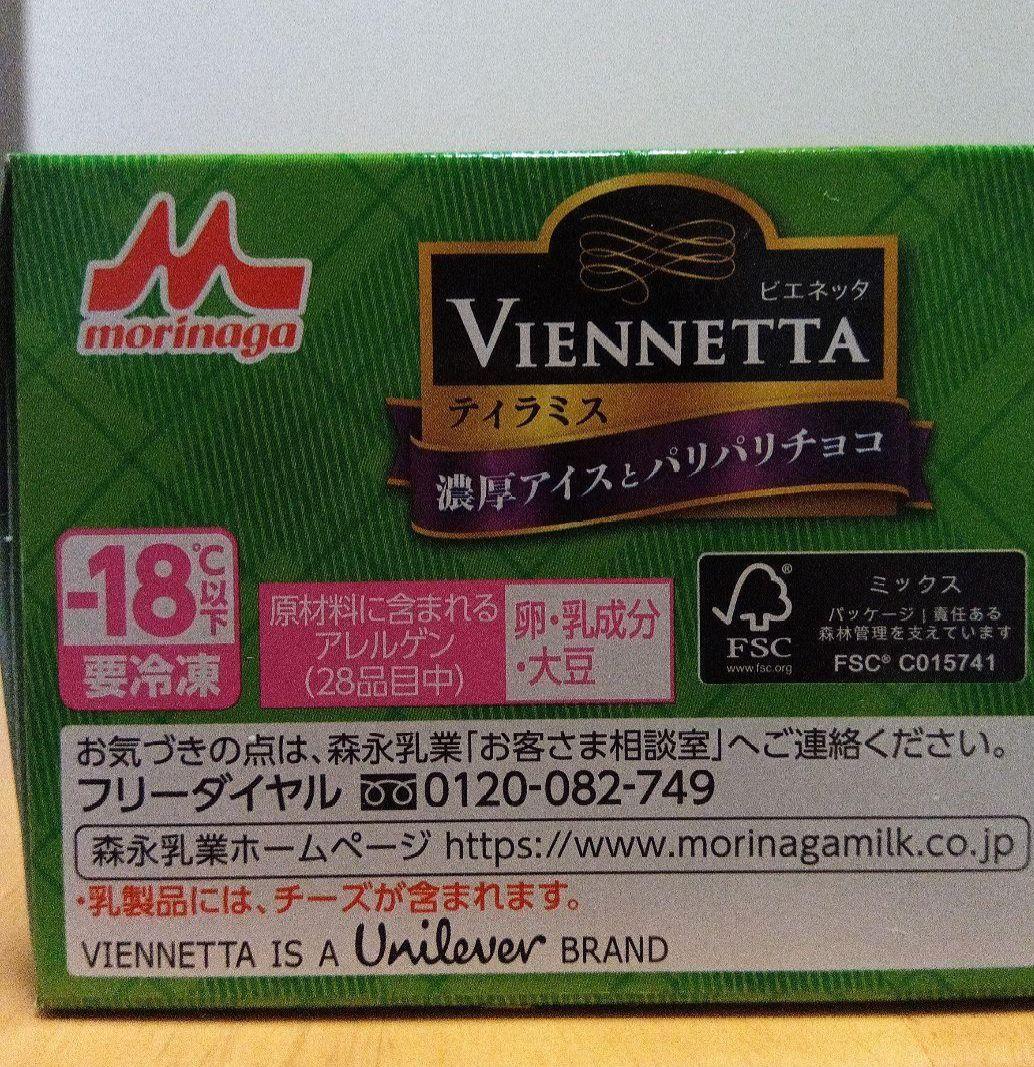 morinaga
ビエネッタ
VIENNETTA
ティラミス
濃厚アイスとパリパリチョコ
-18℃以下
要冷凍
原材料に含まれる
アレルゲン
(28品目中)
卵・乳成分
・大豆
®
FSC
www.fsc.org
ミックス
パッケージ | 責任ある
森林管理を支えています
FSC® C015741
お気づきの点は、森永乳業「お客さま相談室」へご連絡ください。
フリーダイヤル 0120-082-749
森永乳業ホームページ https://www.morinagamilk.co.jp
・乳製品には、チーズが含まれます。
VIENNETTA IS A Unilever BRAND